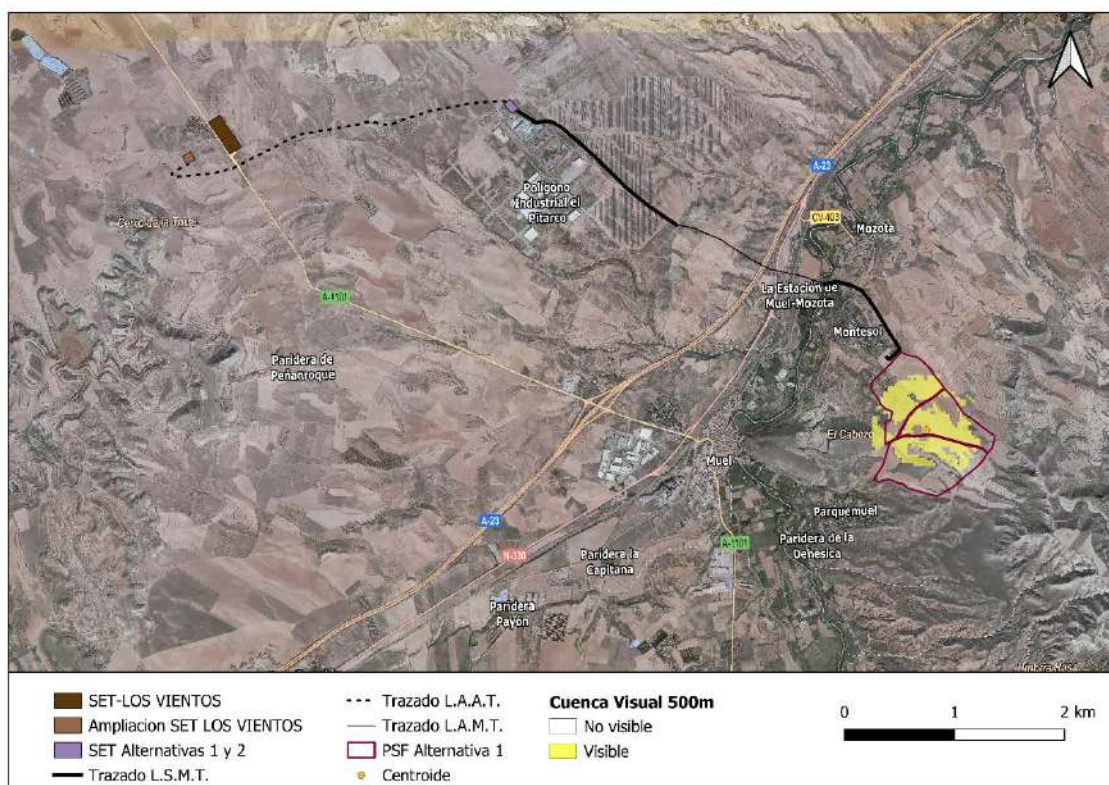 A-23
CV-403
Mozota
Polígono
Industrial el
Pitarco
Cerro de la Torre
La Estación de
Muel-Mozota
A-1101
Montesol
Paridera de
Peñarroque
El Cabezo
Muel
Parquemuel
A-23
Paridera de la
Dehesica
A-1101
N-330
Paridera la
Capitana
Paridera
Payón
SET-LOS VIENTOS
Ampliacion SET LOS VIENTOS
SET Alternativas 1 y 2
Trazado L.S.M.T.
Trazado L.A.A.T.
Trazado L.A.M.T.
PSF Alternativa 1
Centroide
Cuenca Visual 500m
No visible
Visible
0 1 2 km